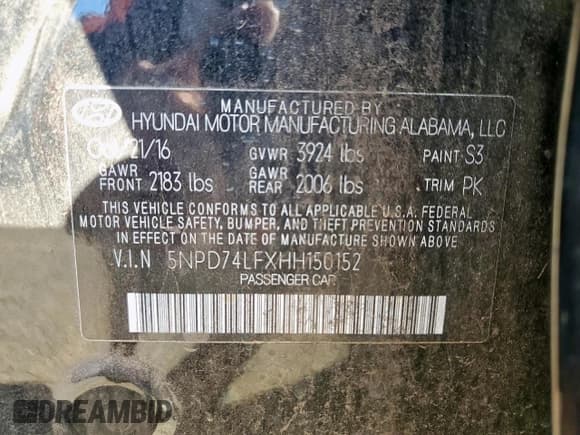 MANUFACTURED BY
HYUNDAI MOTOR MANUFACTURING ALABAMA, LLC
21/16 GVWR 3924 lbs PAINT S3
GAWR FRONT 2183 lbs GAWR REAR 2006 lbs TRIM PK
THIS VEHICLE CONFORMS TO ALL APPLICABLE U.S.A. FEDERAL
MOTOR VEHICLE SAFETY, BUMPER, AND THEFT PREVENTION STANDARDS
IN EFFECT ON THE DATE OF MANUFACTURE SHOWN ABOVE.
V.I.N 5NPD74LFXHH150152
PASSENGER CAR
DREAMBID